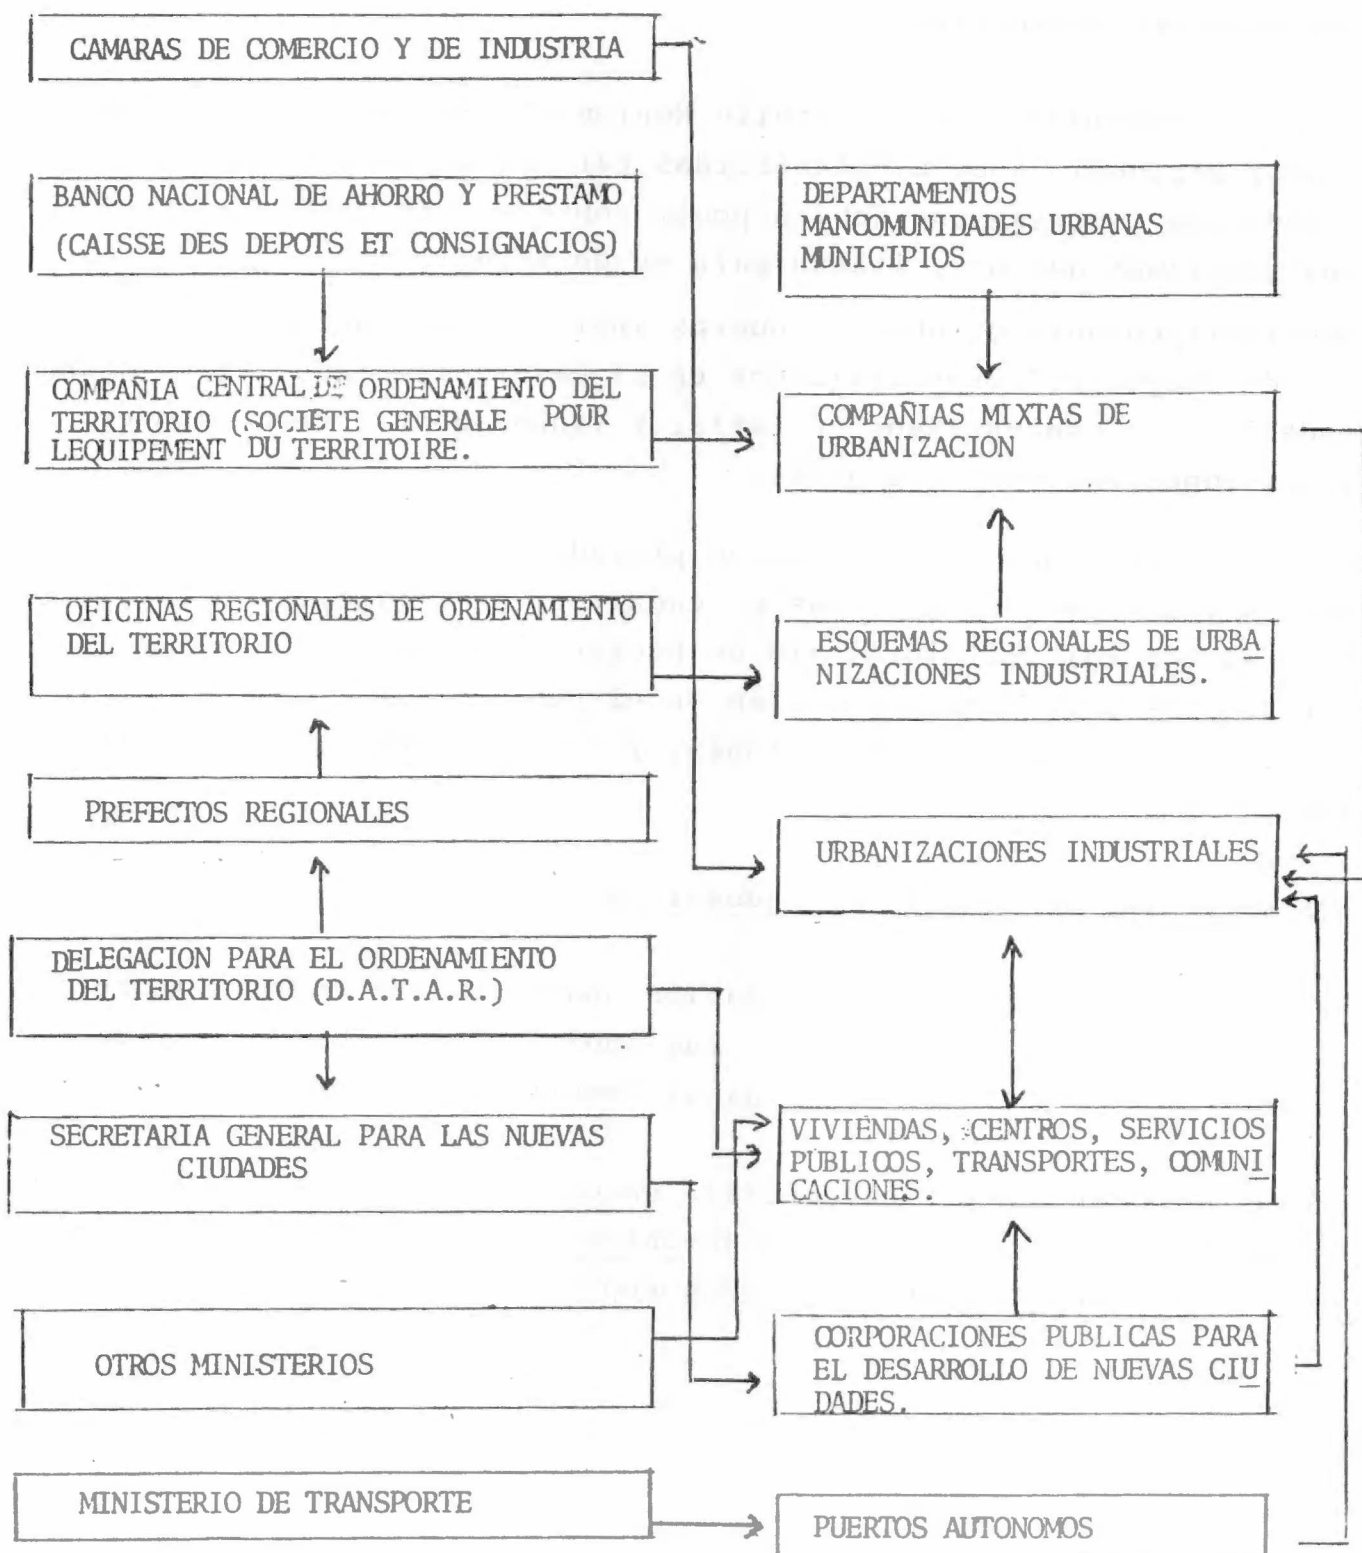 CAMARAS DE COMERCIO Y DE INDUSTRIA
BANCO NACIONAL DE AHORRO Y PRESTAMO
(CAISSE DES DEPOTS ET CONSIGNACIOS)
DEPARTAMENTOS
MANCOMUNIDADES URBANAS
MUNICIPIOS
COMPAÑIA CENTRAL DE ORDENAMIENTO DEL
TERRITORIO (SOCIETE GENERALE POUR
LEQUIPEMENT DU TERRITOIRE.
COMPAÑIAS MIXTAS DE
URBANIZACION
OFICINAS REGIONALES DE ORDENAMIENTO
DEL TERRITORIO
ESQUEMAS REGIONALES DE URBA
NIZACIONES INDUSTRIALES.
PREFECTOS REGIONALES
URBANIZACIONES INDUSTRIALES
DELEGACION PARA EL ORDENAMIENTO
DEL TERRITORIO (D.A.T.A.R.)
SECRETARIA GENERAL PARA LAS NUEVAS
CIUDADES
VIVIENDAS, CENTROS, SERVICIOS
PUBLICOS, TRANSPORTES, COMUNI
CACIONES.
OTROS MINISTERIOS
CORPORACIONES PUBLICAS PARA
EL DESARROLLO DE NUEVAS CIU
DADES.
MINISTERIO DE TRANSPORTE
PUERTOS AUTONOMOS